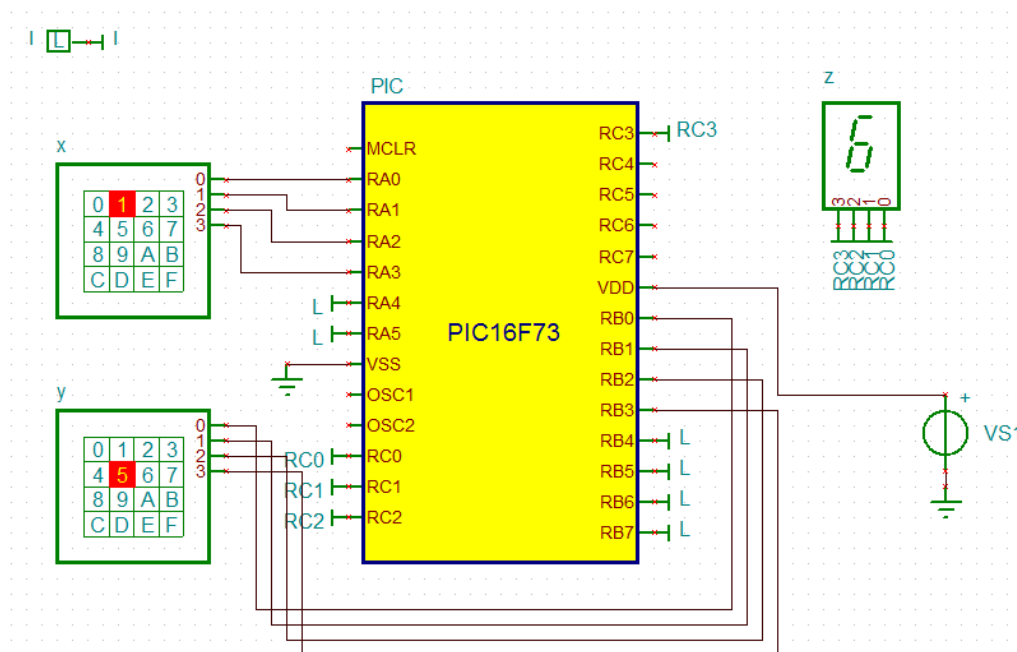 I L I
PIC
z
x
y
MCLR
RA0
RA1
RA2
RA3
L RA4
L RA5
VSS
OSC1
OSC2
RC0 RC0
RC1 RC1
RC2 RC2
PIC16F73
RC3 RC3
RC4
RC5
RC6
RC7
VDD
RB0
RB1
RB2
RB3
RB4 L
RB5 L
RB6 L
RB7 L
0 1 2 3
4 5 6 7
8 9 A B
C D E F
0
1
2
3
0 1 2 3
4 5 6 7
8 9 A B
C D E F
0
1
2
3
6
3 2 1 0
RC3
RC2
RC1
RC0
+
VS1